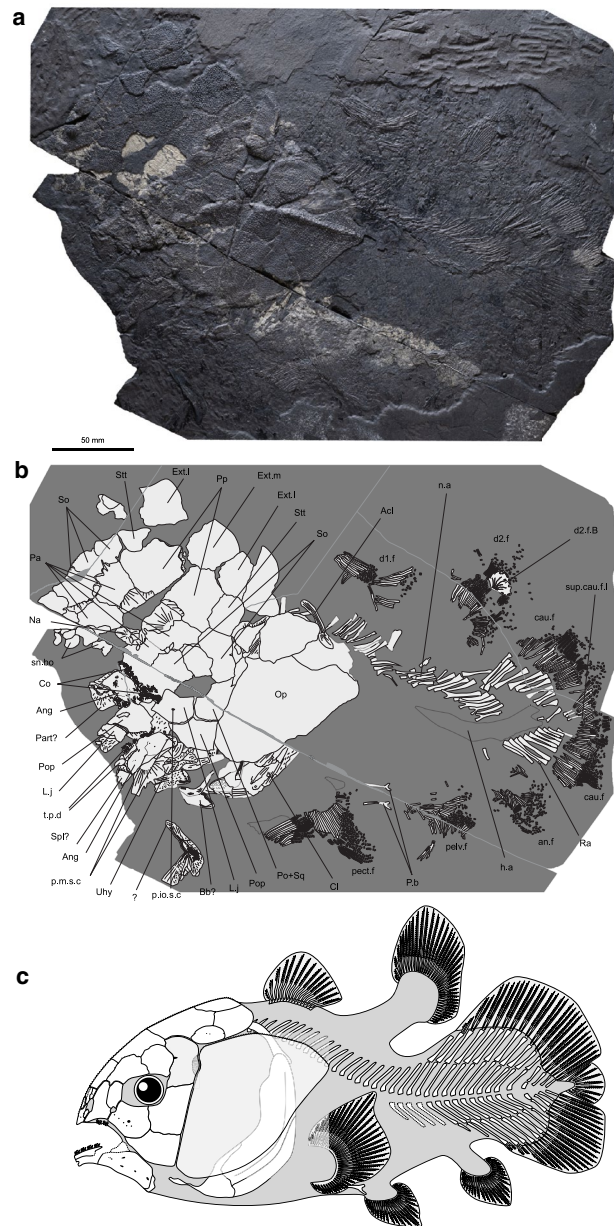 a
50 mm
b
Stt
Ext.l
Pp
Ext.m
Ext.l
Stt
So
So
Acl
n.a
d2.f
d2.f.B
d1.f
sup.cau.f.l
Pa
cau.f
Na
sn.bo
Co
Ang
Op
Part?
Pop
L.j
t.p.d
Spl?
Ang
p.m.s.c
Uhy
?
p.io.s.c
Bb?
L.j
Pop
Po+Sq
Cl
pect.f
P.b
pelv.f
h.a
an.f
Ra
cau.f
c